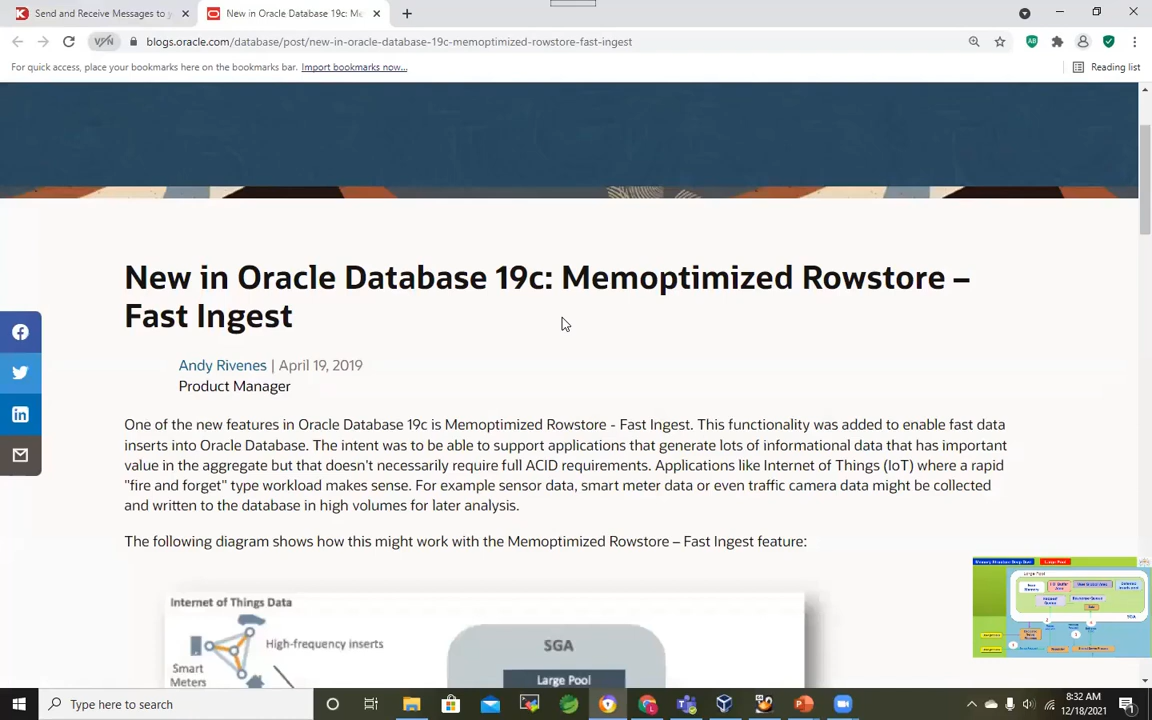 Send and Receive Messages to
New in Oracle Database 19c: Me
VPN
blogs.oracle.com/database/post/new-in-oracle-database-19c-memoptimized-rowstore-fast-ingest
For quick access, place your bookmarks here on the bookmarks bar. Import bookmarks now...
Reading list
New in Oracle Database 19c: Memoptimized Rowstore –
Fast Ingest
Andy Rivenes | April 19, 2019
Product Manager
One of the new features in Oracle Database 19c is Memoptimized Rowstore - Fast Ingest. This functionality was added to enable fast data
inserts into Oracle Database. The intent was to be able to support applications that generate lots of informational data that has important
value in the aggregate but that doesn't necessarily require full ACID requirements. Applications like Internet of Things (IoT) where a rapid
"fire and forget" type workload makes sense. For example sensor data, smart meter data or even traffic camera data might be collected
and written to the database in high volumes for later analysis.
The following diagram shows how this might work with the Memoptimized Rowstore – Fast Ingest feature:
Internet of Things Data
High-frequency inserts
SGA
Smart
Meters
Large Pool
Large Pool
Large Pool
SGA
Type here to search
8:32 AM
12/18/2021